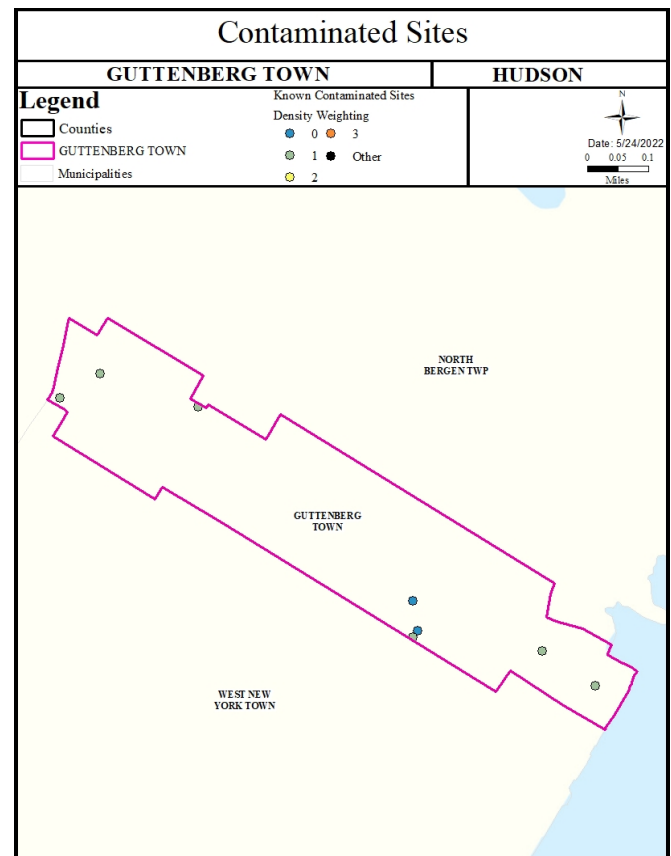 Contaminated Sites
GUTTENBERG TOWN
HUDSON
Legend
Counties
GUTTENBERG TOWN
Municipalities
Known Contaminated Sites
Density Weighting
0 3
1 Other
2
N
Date: 5/24/2022
0 0.05 0.1
Miles
NORTH
BERGEN TWP
GUTTENBERG
TOWN
WEST NEW
YORK TOWN